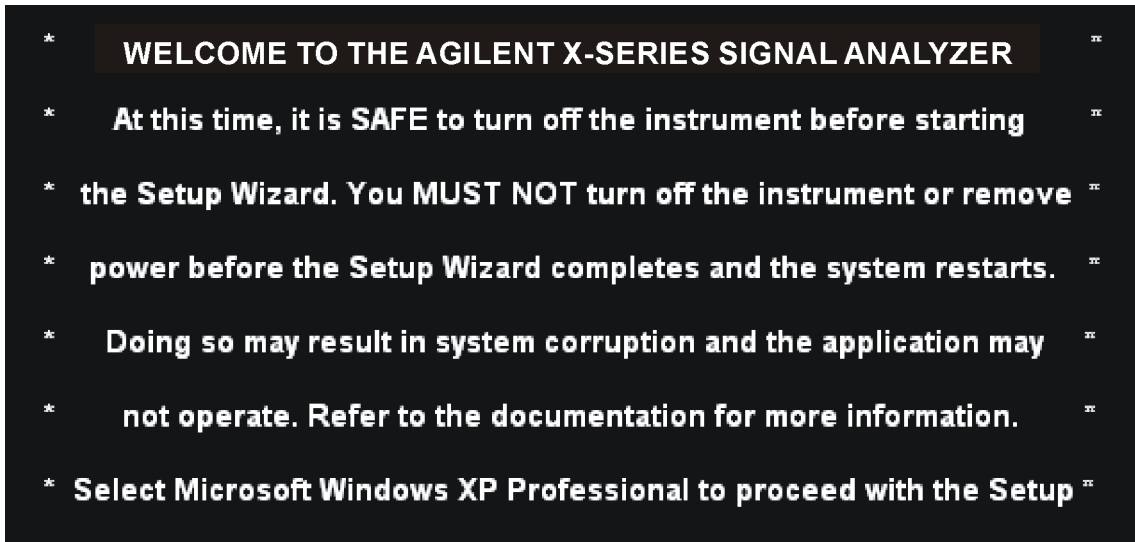 * WELCOME TO THE AGILENT X-SERIES SIGNAL ANALYZER *
* At this time, it is SAFE to turn off the instrument before starting *
* the Setup Wizard. You MUST NOT turn off the instrument or remove *
* power before the Setup Wizard completes and the system restarts. *
* Doing so may result in system corruption and the application may *
* not operate. Refer to the documentation for more information. *
* Select Microsoft Windows XP Professional to proceed with the Setup *